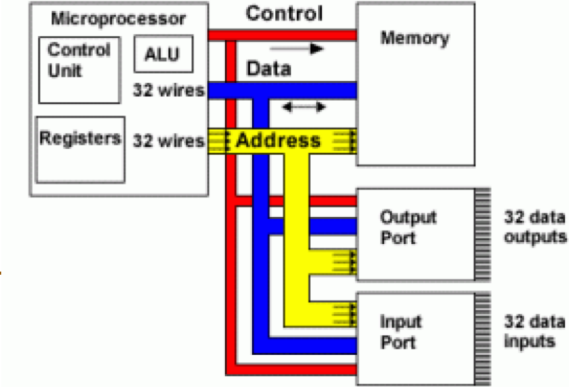 Microprocessor
Control
Unit
ALU
32 wires
Registers
32 wires
Control
Data
Address
Memory
Output
Port
32 data
outputs
Input
Port
32 data
inputs